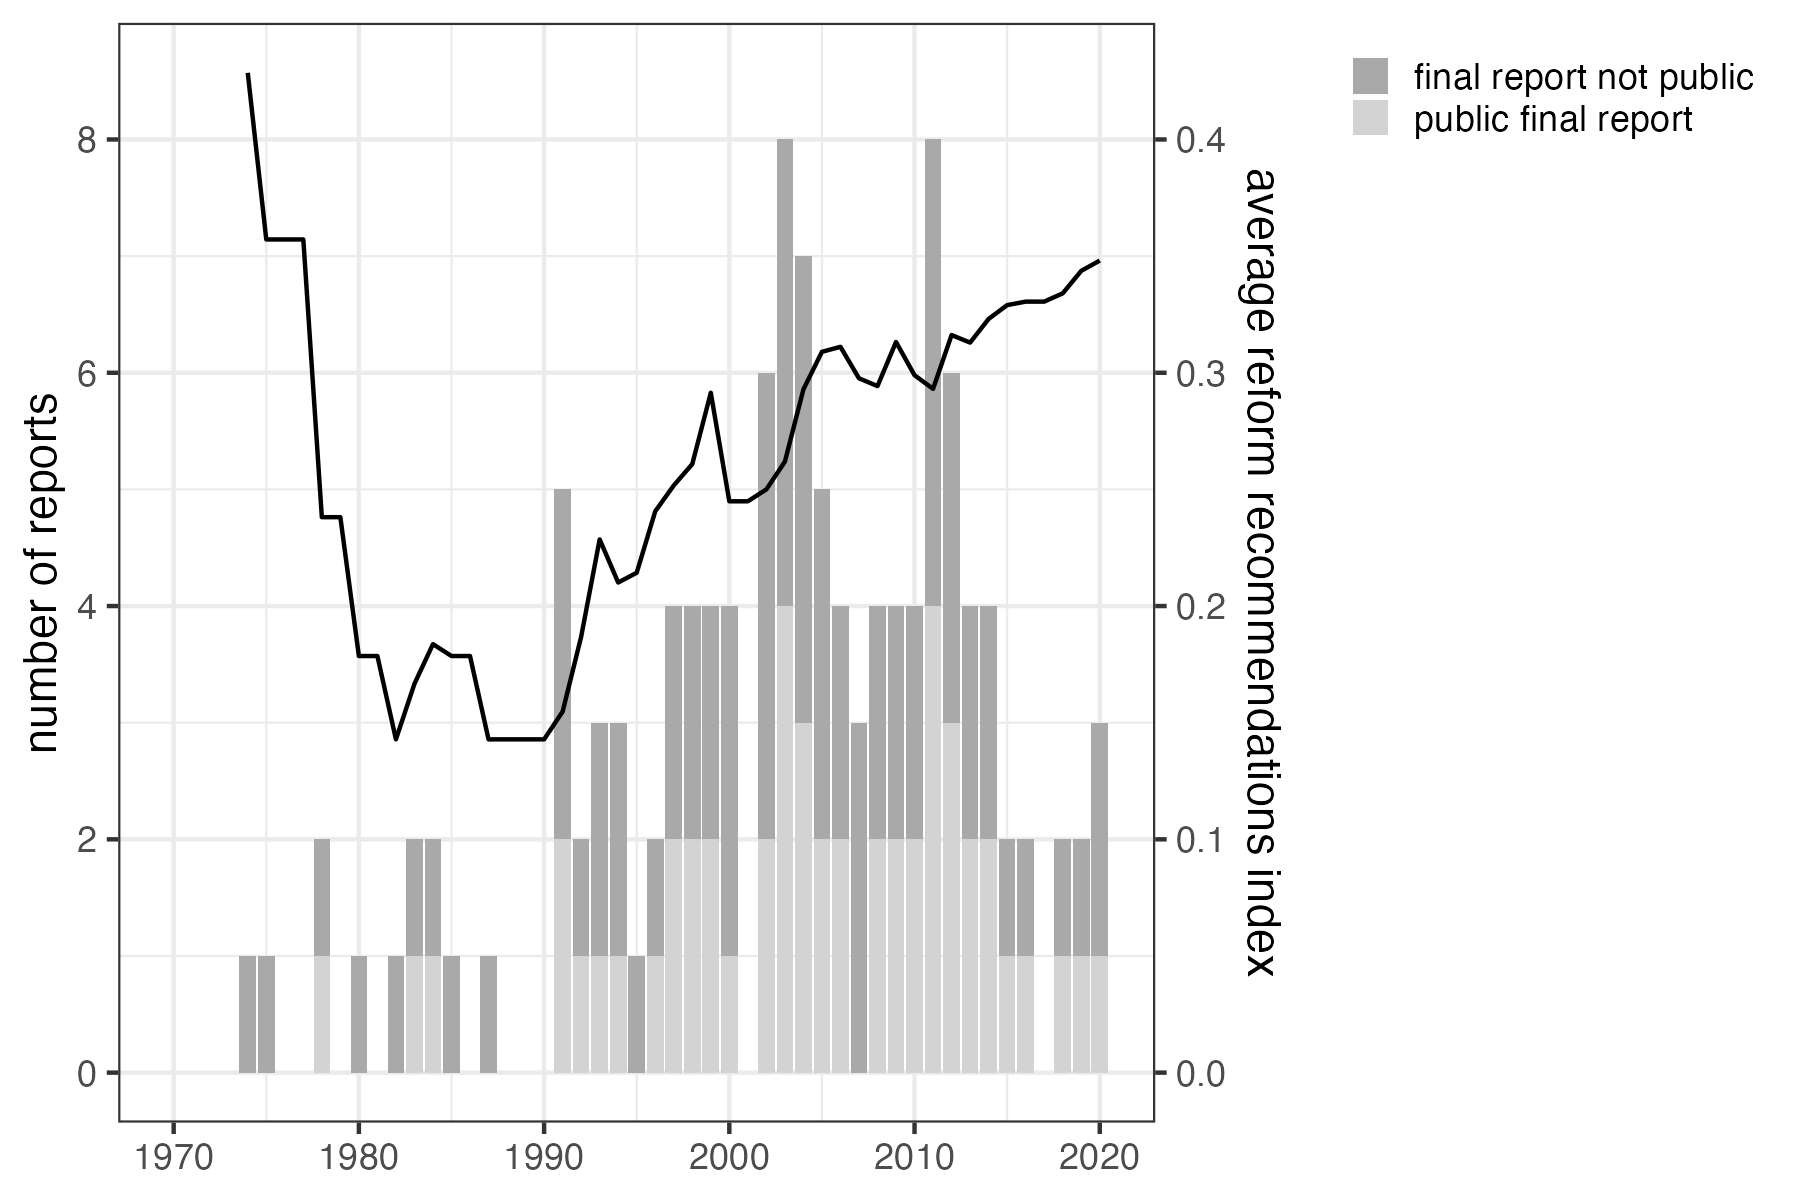 final report not public
public final report
number of reports
8
6
4
2
0
0.4
0.3
0.2
0.1
0.0
average reform recommendations index
1970 1980 1990 2000 2010 2020